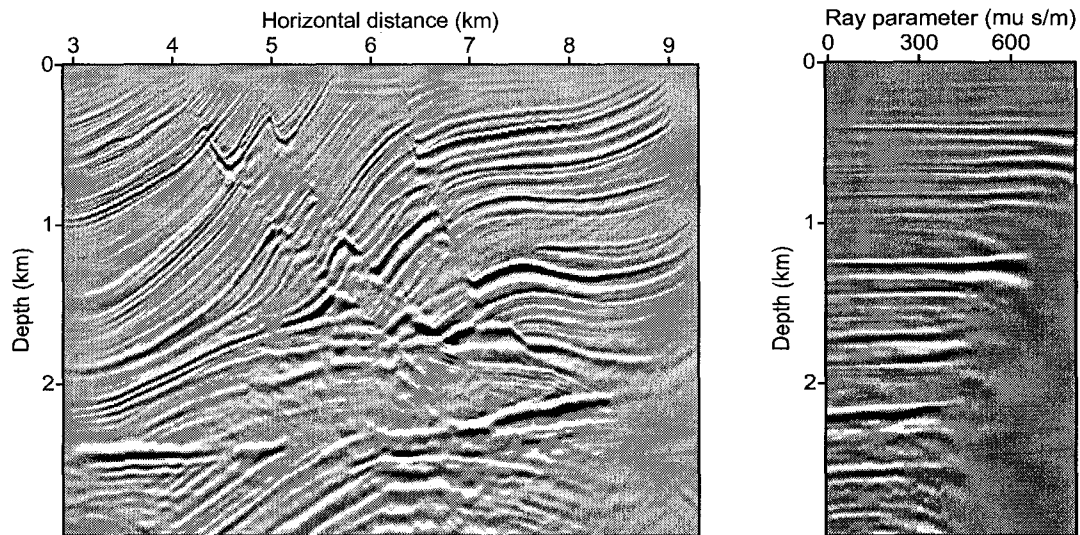 Horizontal distance (km)
3 4 5 6 7 8 9
0
1
2
Depth (km)
Ray parameter (mu s/m)
0 300 600
0
1
2
Depth (km)